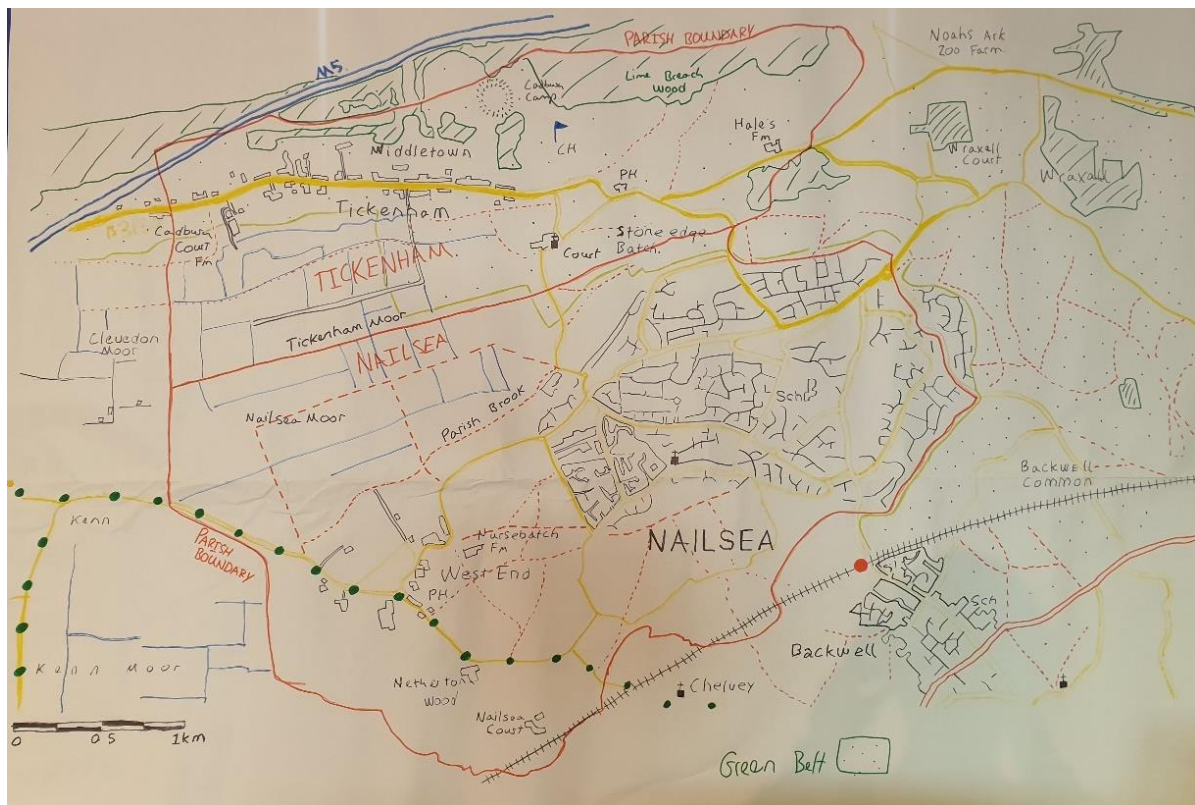 M5
PARISH BOUNDARY
Noahs Ark
Zoo Farm
Lime Breach
Wood
Cadbury
Camp
CH
Hale's
Fm
Wraxall
Court
Wraxall
Middletown
PH
Tickenham
Cadbury
Court
Fm
Court
Stone edge
Batch
TICKENHAM
Tickenham Moor
NAILSEA
Clevedon
Moor
Nailsea Moor
Parish Brook
Sch
Backwell
Common
Kenn
PARISH
BOUNDARY
Nursebatch
Fm
NAILSEA
West End
PH
Sch
Backwell
Kenn Moor
Netherton
Wood
Chelvey
Nailsea
Court
0 0 5 1km
Green Belt